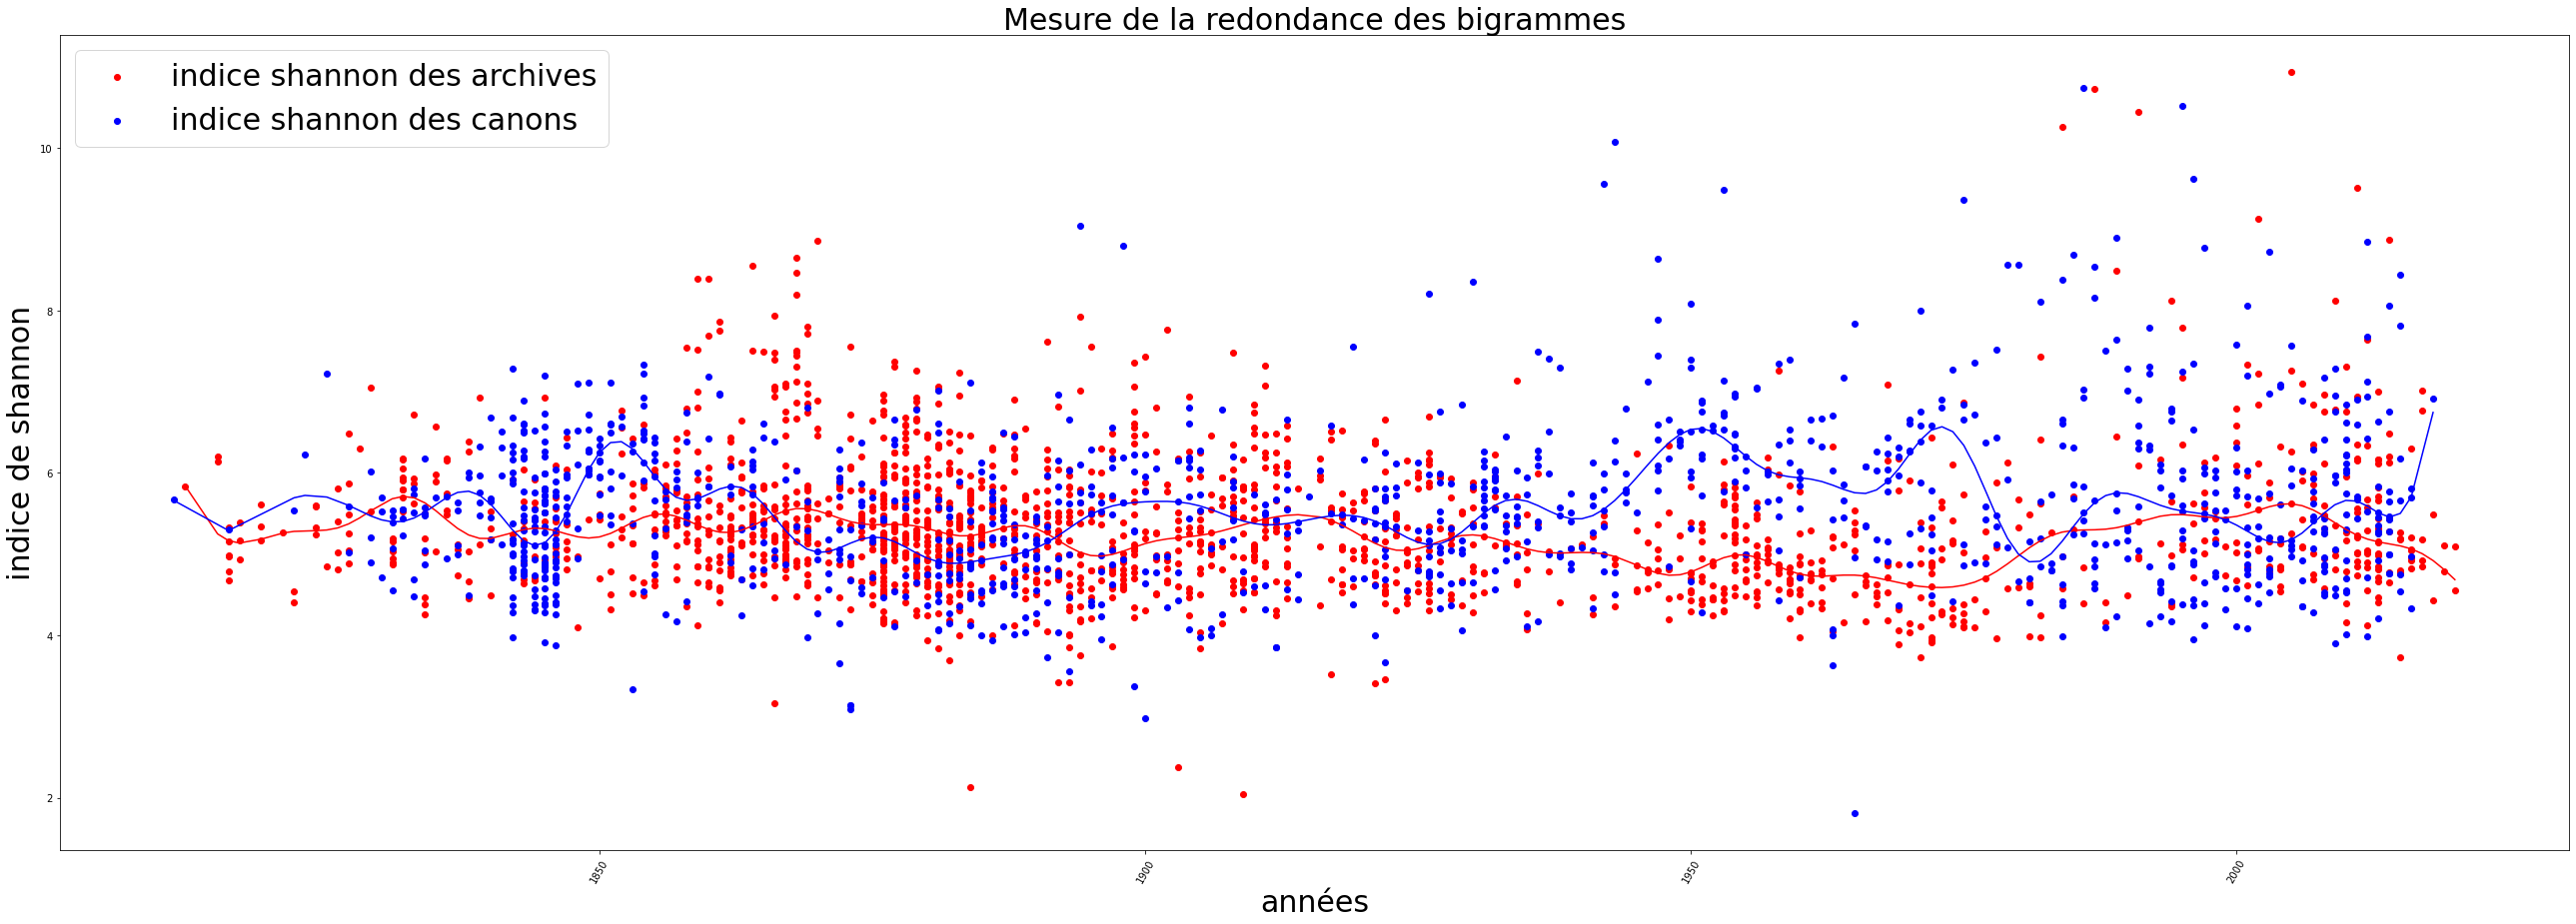 Mesure de la redondance des bigrammes
indice shannon des archives
indice shannon des canons
indice de shannon
10
8
6
4
2
1850
1900
1950
2000
années